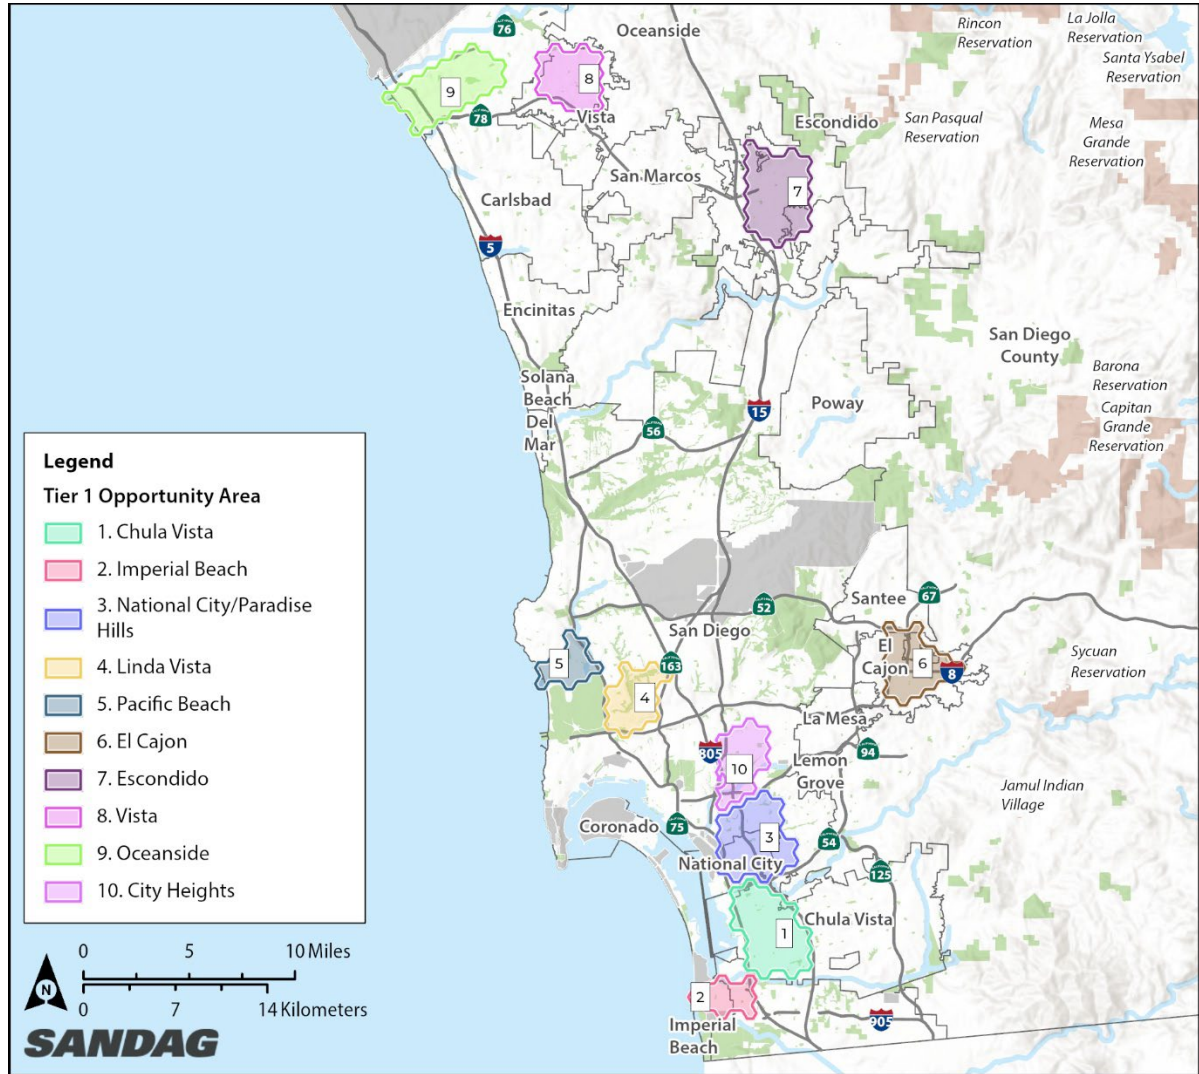 76
Oceanside
Rincon
Reservation
La Jolla
Reservation
Santa Ysabel
Reservation
9
8
78
Vista
Escondido
San Pasqual
Reservation
Mesa
Grande
Reservation
San Marcos
7
Carlsbad
5
Encinitas
San Diego
County
Solana
Beach
Del
Mar
Barona
Reservation
Capitan
Grande
Reservation
15
Poway
56
Legend
Tier 1 Opportunity Area
1. Chula Vista
2. Imperial Beach
3. National City/Paradise
Hills
4. Linda Vista
5. Pacific Beach
6. El Cajon
7. Escondido
8. Vista
9. Oceanside
10. City Heights
52
67
Santee
San Diego
163
5
El
Cajon
6
8
Sycuan
Reservation
4
La Mesa
805
94
10
Lemon
Grove
Jamul Indian
Village
Coronado
75
3
54
National City
125
1
Chula Vista
2
Imperial
Beach
905
0 5 10 Miles
0 7 14 Kilometers
N
SANDAG